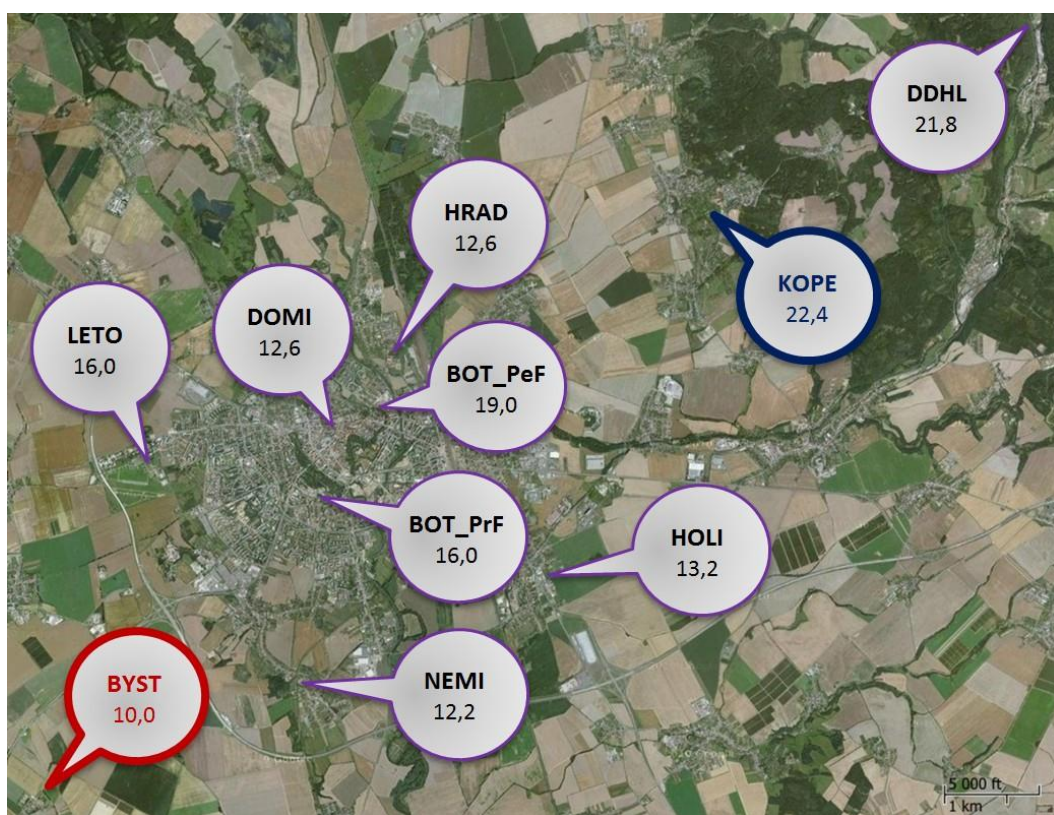 DDHL
21,8
HRAD
12,6
KOPE
22,4
DOMI
12,6
LETO
16,0
BOT_PeF
19,0
BOT_PrF
16,0
HOLI
13,2
BYST
10,0
NEMI
12,2
5 000 ft
1 km